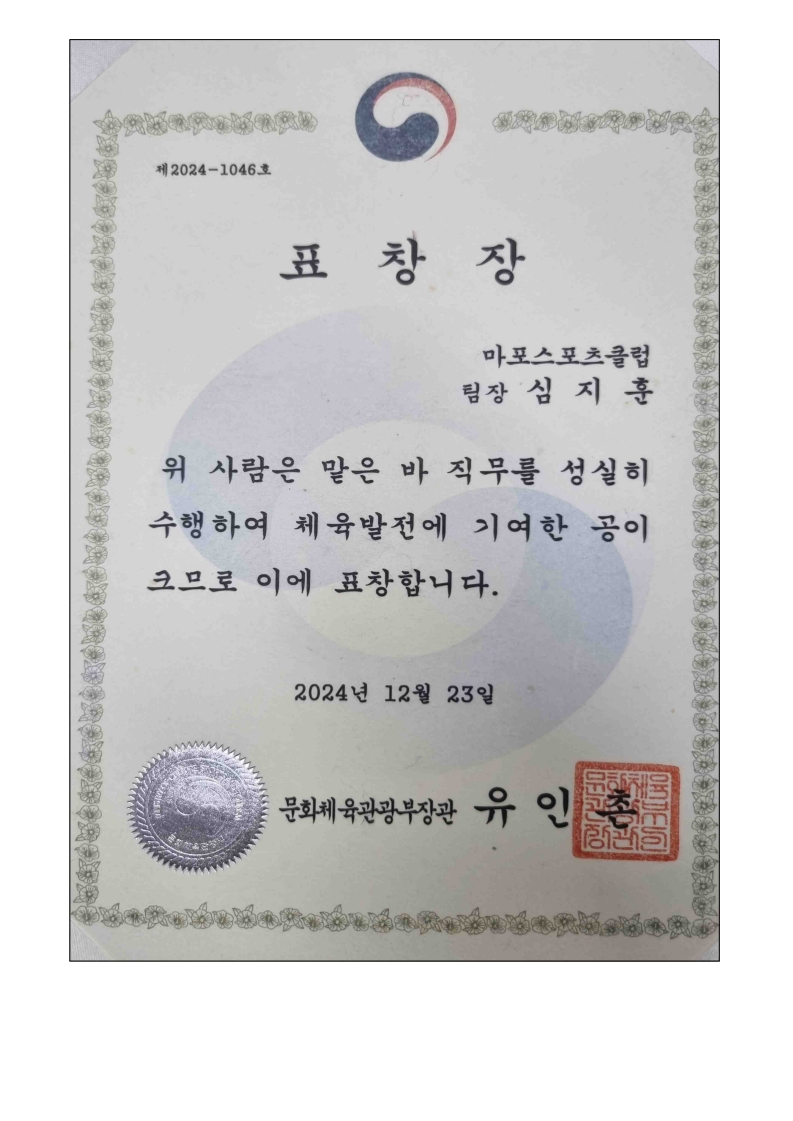 제2024-1046호
표 창 장
마포스포츠클럽
팀장 심 지 훈
위 사람은 맡은 바 직무를 성실히
수행하여 체육발전에 기여한 공이
크므로 이에 표창합니다.
2024년 12월 23일
문화체육관광부장관 유 인 촌